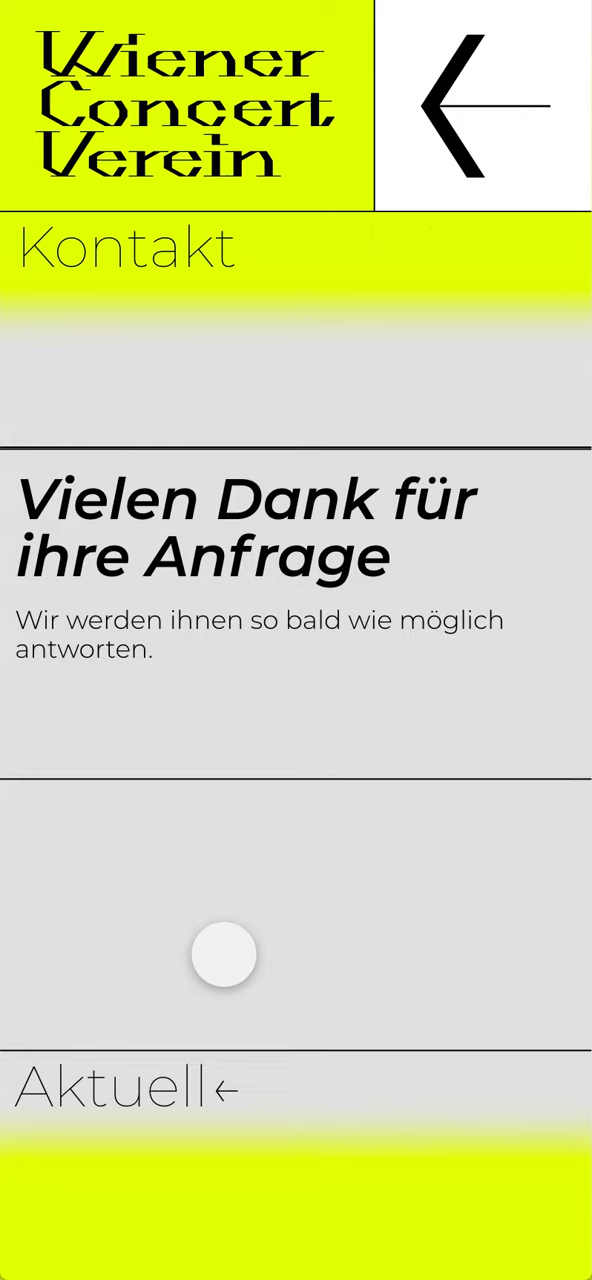 Wiener
Concert
Verein
Kontakt
Vielen Dank für
ihre Anfrage
Wir werden ihnen so bald wie möglich
antworten.
Aktuell←